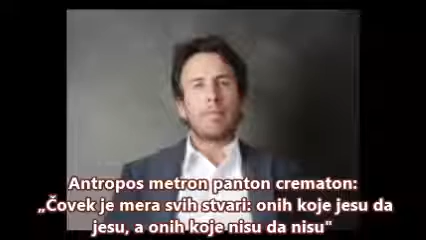 Antropos metron panton crematon:
„Čovek je mera svih stvari: onih koje jesu da
jesu, a onih koje nisu da nisu"